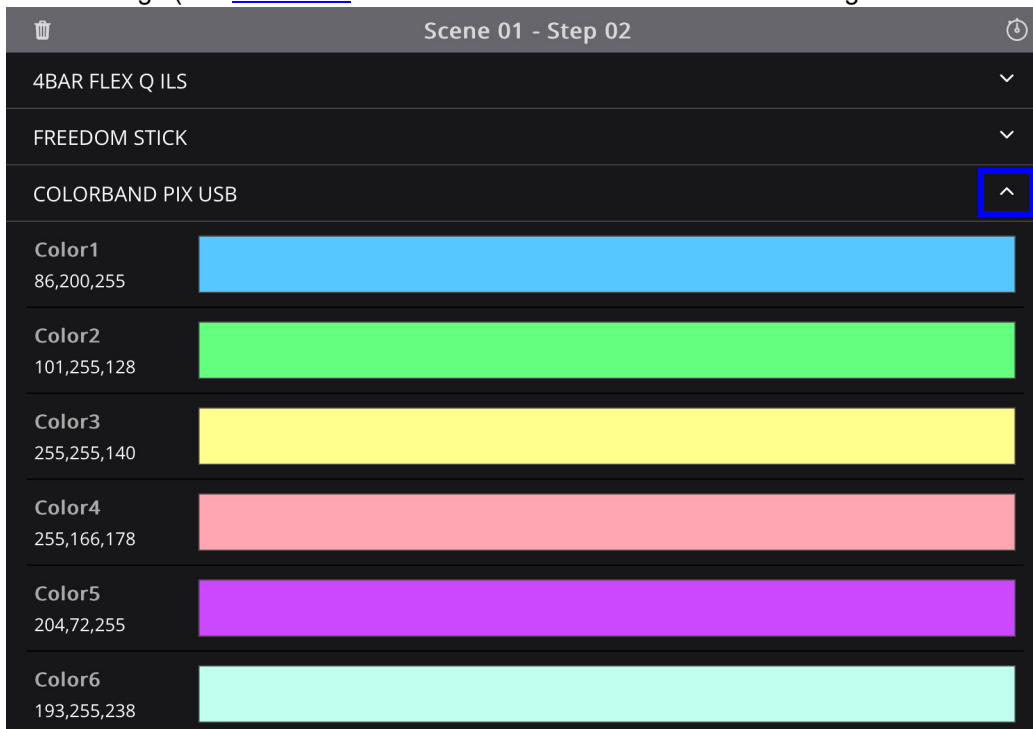 Scene 01 - Step 02
4BAR FLEX Q ILS
FREEDOM STICK
COLORBAND PIX USB
Color1
86,200,255
Color2
101,255,128
Color3
255,255,140
Color4
255,166,178
Color5
204,72,255
Color6
193,255,238